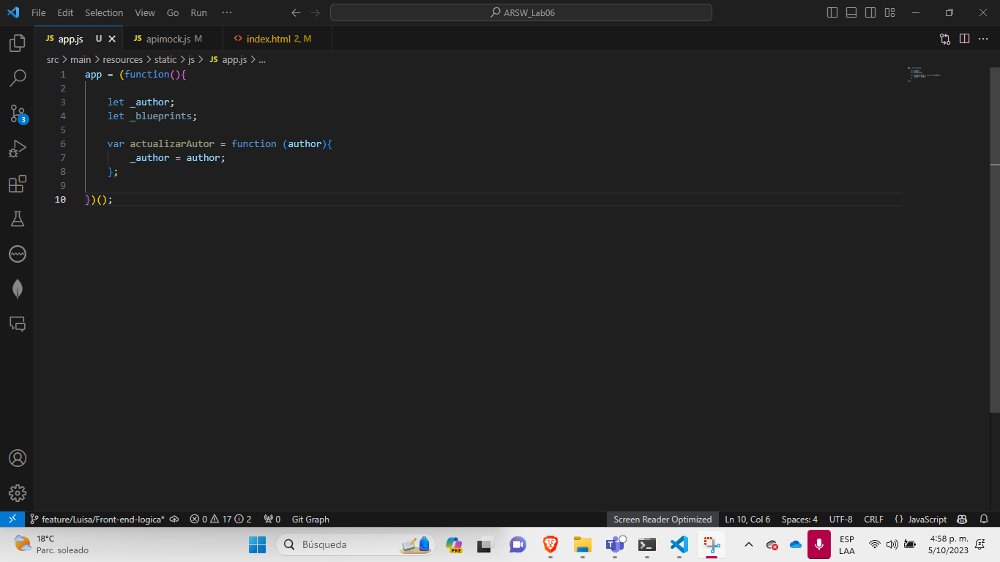 File Edit Selection View Go Run ··· ARSW_Lab06
JS app.js U JS apimock.js M <> index.html 2, M
src > main > resources > static > js > JS app.js > ...
1 app = (function(){
2
3 let _author;
4 let _blueprints;
5
6 var actualizarAutor = function (author){
7 _author = author;
8 };
9
10 })();
3
feature/Luisa/Front-end-logica* 0 17 2 0 Git Graph Screen Reader Optimized Ln 10, Col 6 Spaces: 4 UTF-8 CRLF {} JavaScript
18°C
Parc. soleado
Búsqueda
PRE
ESP
LAA
4:58 p. m.
5/10/2023